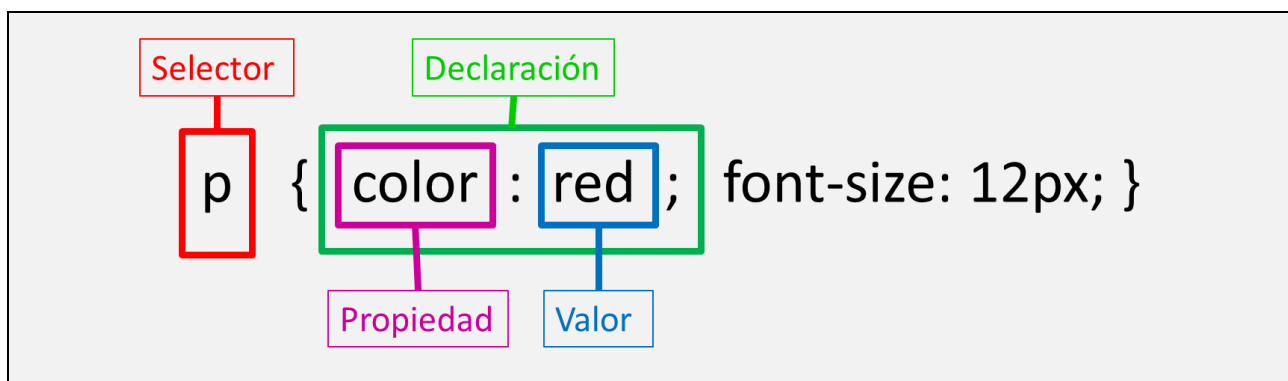 Selector Declaración
p { color : red ; font-size: 12px; }
Propiedad Valor